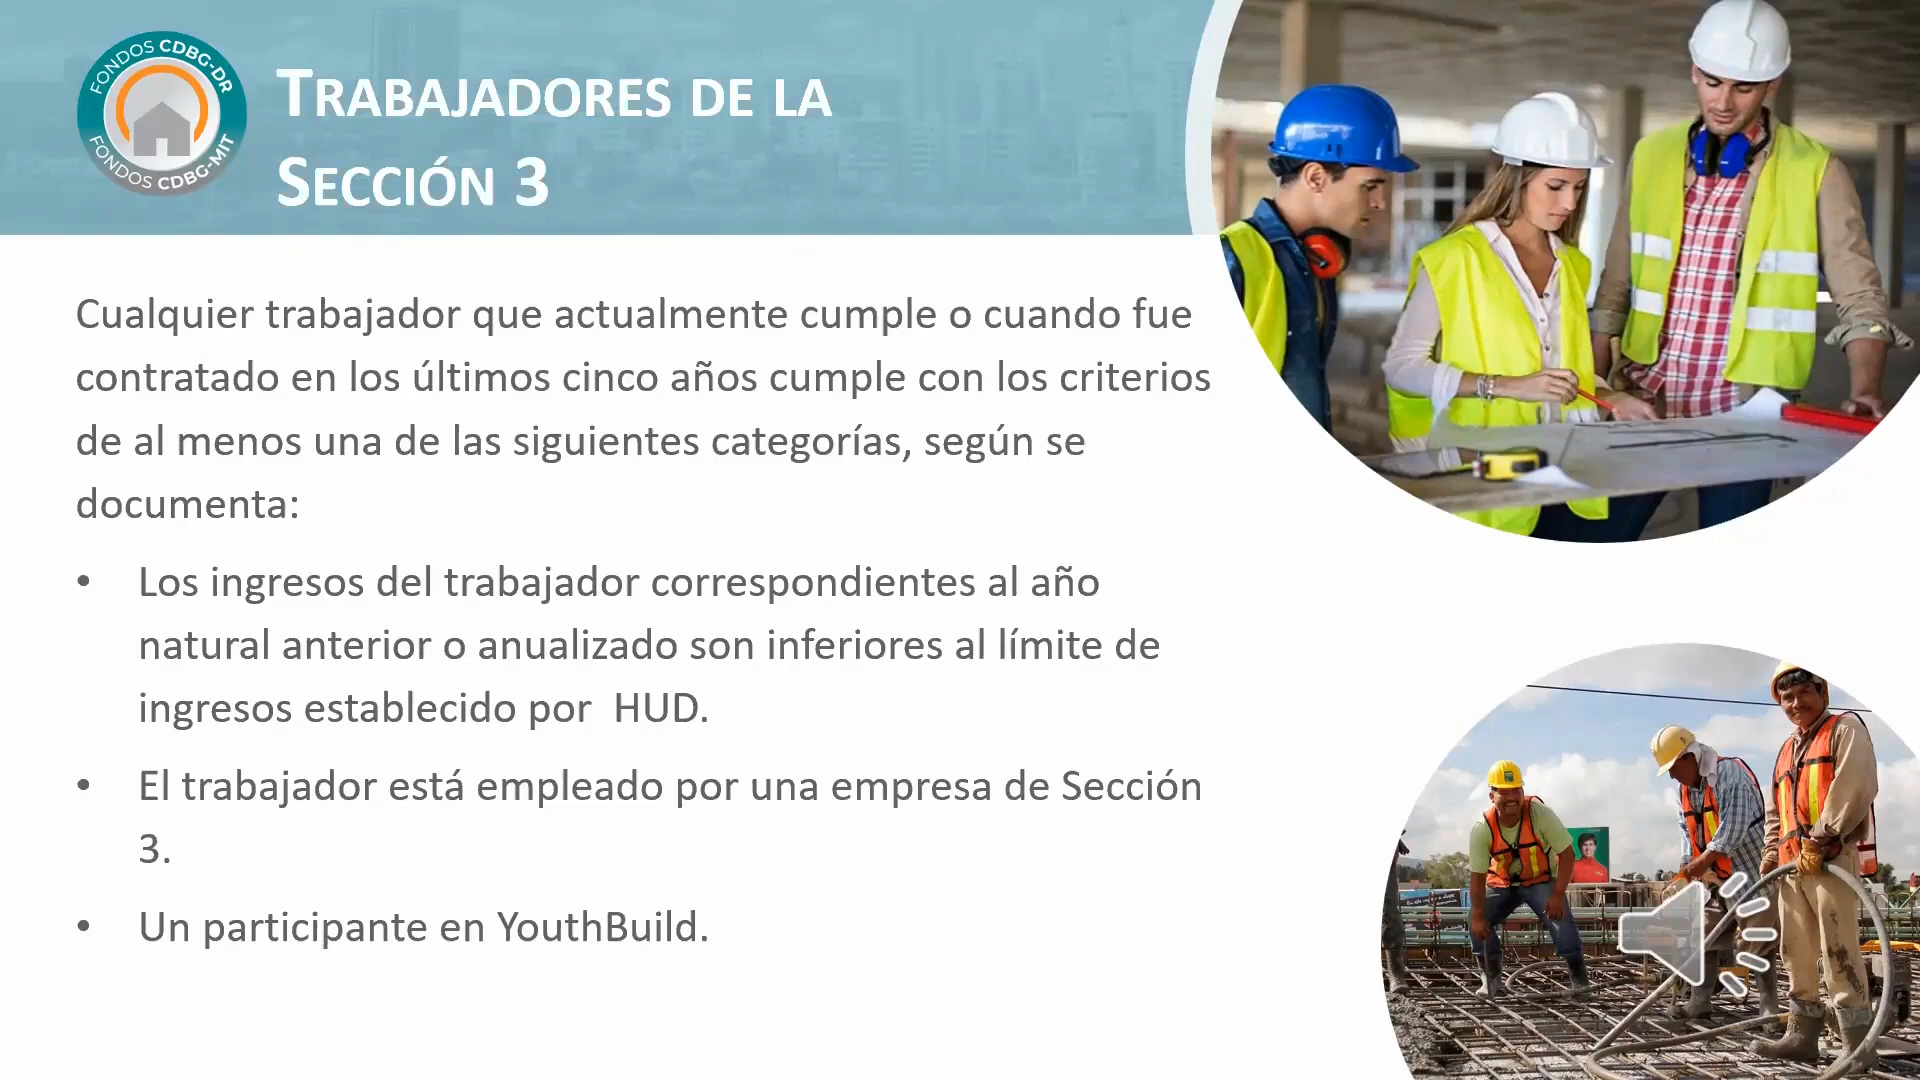 FONDOS CDBG-DR
FONDOS CDBG-MIT
TRABAJADORES DE LA
SECCIÓN 3
Cualquier trabajador que actualmente cumple o cuando fue
contratado en los últimos cinco años cumple con los criterios
de al menos una de las siguientes categorías, según se
documenta:
• Los ingresos del trabajador correspondientes al año
natural anterior o anualizado son inferiores al límite de
ingresos establecido por  HUD.
• El trabajador está empleado por una empresa de Sección
3.
• Un participante en YouthBuild.